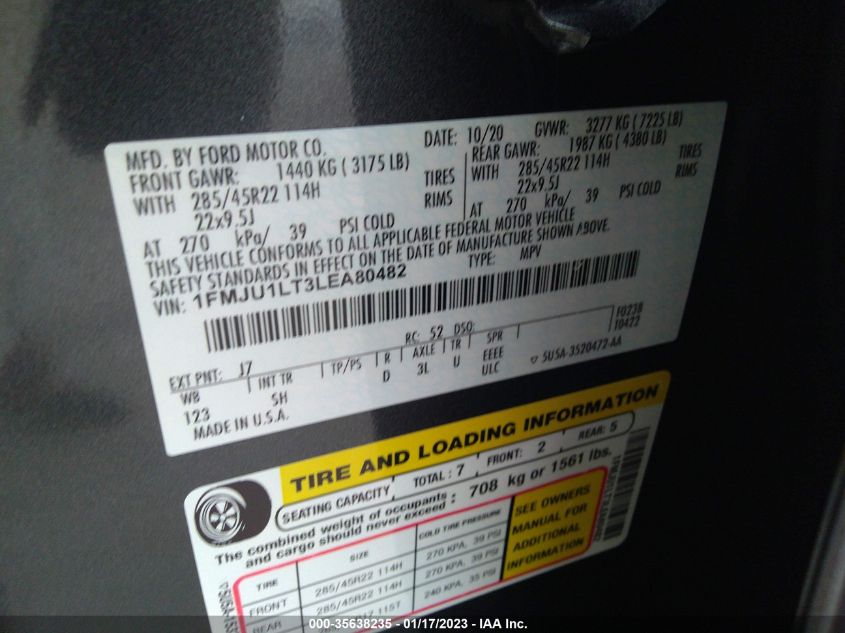 MFD. BY FORD MOTOR CO.
DATE: 10/20 GVWR: 3277 KG ( 7225 LB)
FRONT GAWR: 1440 KG ( 3175 LB)
REAR GAWR: 1987 KG ( 4380 LB)
WITH 285/45R22 114H TIRES
WITH 285/45R22 114H TIRES
22x9.5J RIMS
22x9.5J RIMS
AT 270 kPa/ 39 PSI COLD
AT 270 kPa/ 39 PSI COLD
THIS VEHICLE CONFORMS TO ALL APPLICABLE FEDERAL MOTOR VEHICLE
SAFETY STANDARDS IN EFFECT ON THE DATE OF MANUFACTURE SHOWN ABOVE.
VIN: 1FMJU1LT3LEA80482 TYPE: MPV
F0238
10422
EXT PNT: J7 RC: 52 DSO:
WB INT TR TP/PS R AXLE TR SPR
123 SH D 3L U EEEE
ULC
▽ 5U5A-3520472-AA
MADE IN U.S.A.
TIRE AND LOADING INFORMATION
SEATING CAPACITY TOTAL : 7 FRONT: 2 REAR: 5
The combined weight of occupants
and cargo should never exceed : 708 kg or 1561 lbs.
TIRE SIZE COLD TIRE PRESSURE
FRONT 285/45R22 114H 270 KPA, 39 PSI
REAR 285/45R22 114H 270 KPA, 39 PSI
115T 240 KPA, 35 PSI
SEE OWNERS
MANUAL FOR
ADDITIONAL
INFORMATION
000-35638235 - 01/17/2023 - IAA Inc.